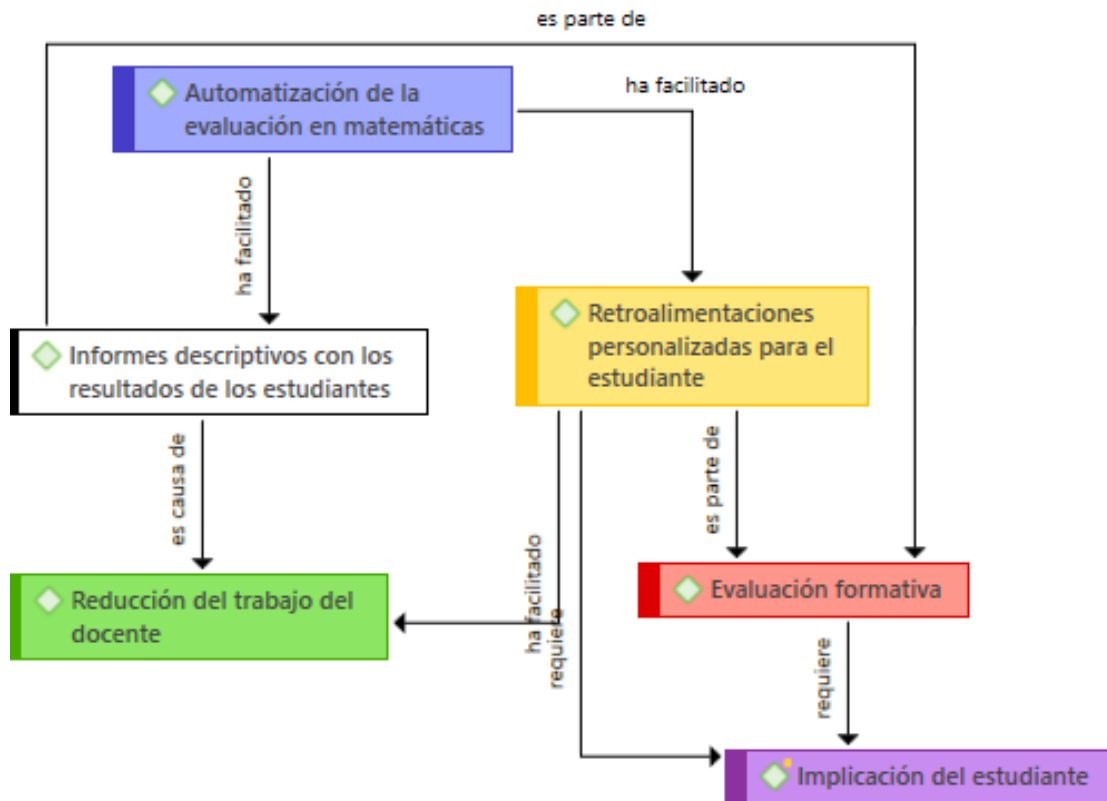 es parte de
Automatización de la
evaluación en matemáticas
ha facilitado
ha facilitado
Retroalimentaciones
personalizadas para el
estudiante
Informes descriptivos con los
resultados de los estudiantes
es causa de
es parte de
ha facilitado
requiere
Reducción del trabajo del
docente
Evaluación formativa
requiere
Implicación del estudiante